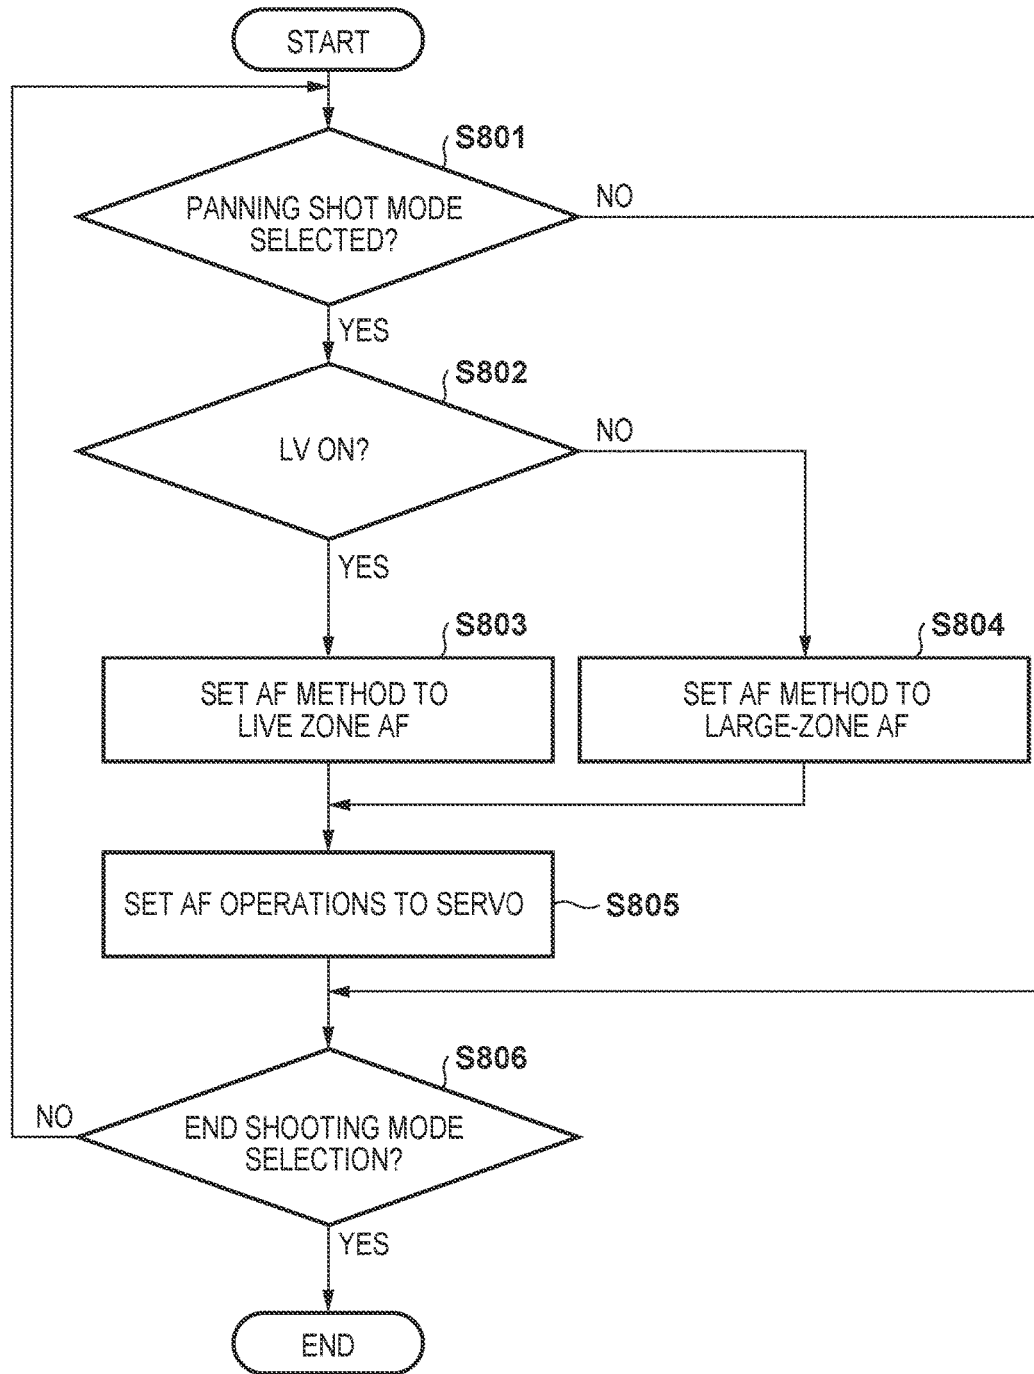 START
S801
PANNING SHOT MODE
SELECTED?
NO
YES
S802
LV ON?
NO
YES
S803
SET AF METHOD TO
LIVE ZONE AF
S804
SET AF METHOD TO
LARGE-ZONE AF
SET AF OPERATIONS TO SERVO
S805
S806
NO
END SHOOTING MODE
SELECTION?
YES
END